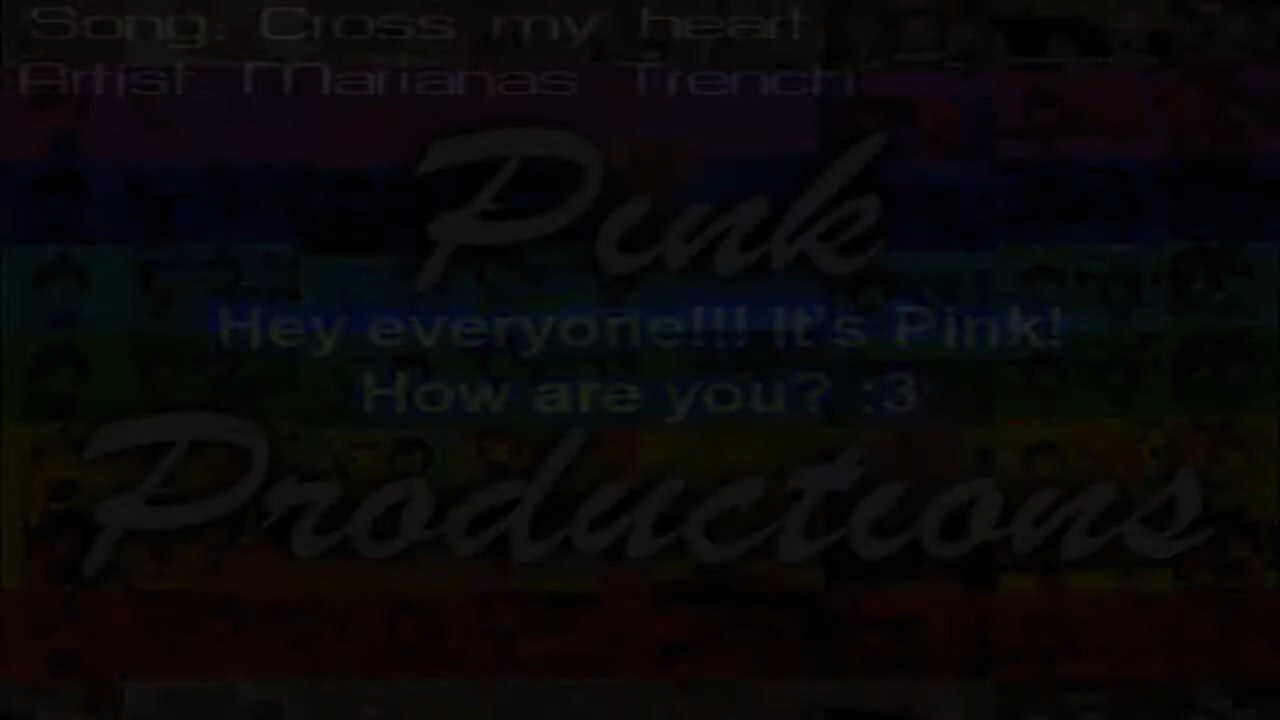 Song: Cross my heart
Artist: Marianas Trench
Pink
Hey everyone!!! It's Pink!
How are you? :3
Productions